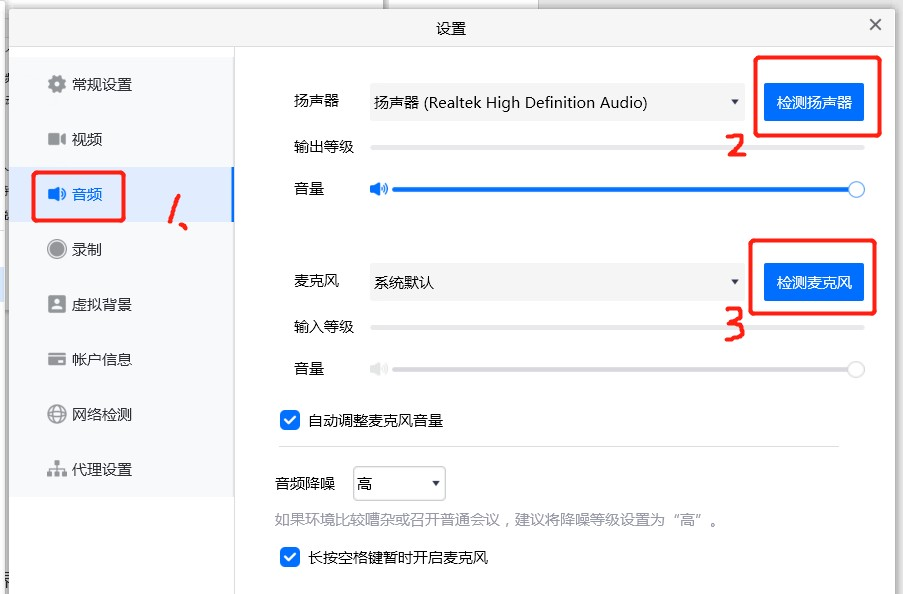 设置
常规设置
视频
音频
1、
录制
虚拟背景
帐户信息
网络检测
代理设置
扬声器 扬声器 (Realtek High Definition Audio) 检测扬声器
2
输出等级
音量
麦克风 系统默认 检测麦克风
3
输入等级
音量
自动调整麦克风音量
音频降噪 高
如果环境比较嘈杂或召开普通会议，建议将降噪等级设置为“高”。
长按空格键暂时开启麦克风